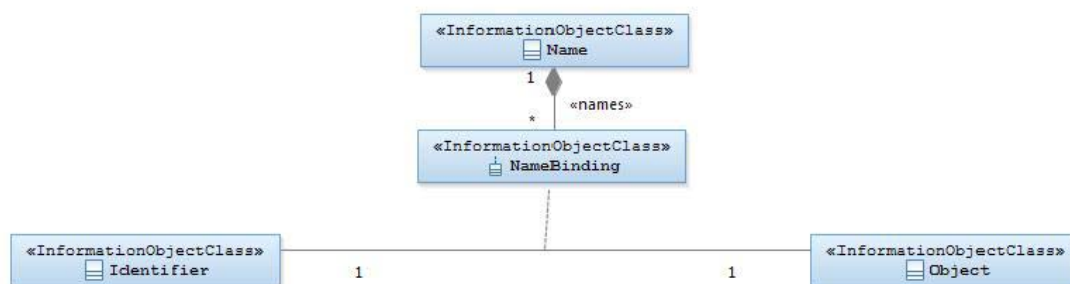 «InformationObjectClass»
Name
1
«names»
*
«InformationObjectClass»
NameBinding
«InformationObjectClass»
Identifier
1
1
«InformationObjectClass»
Object